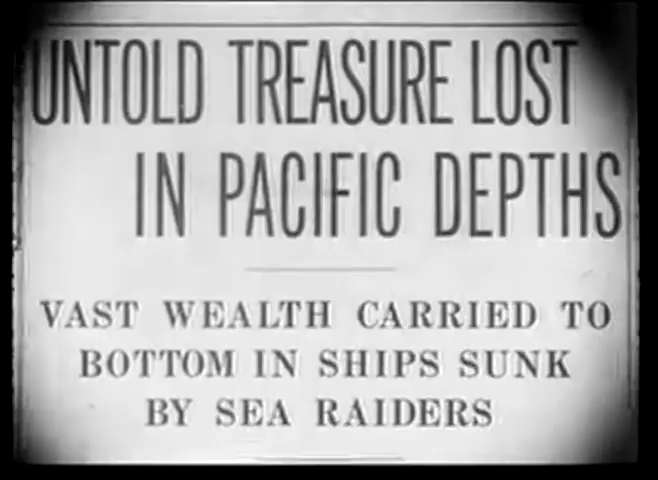 UNTOLD TREASURE LOST
IN PACIFIC DEPTHS
VAST WEALTH CARRIED TO
BOTTOM IN SHIPS SUNK
BY SEA RAIDERS